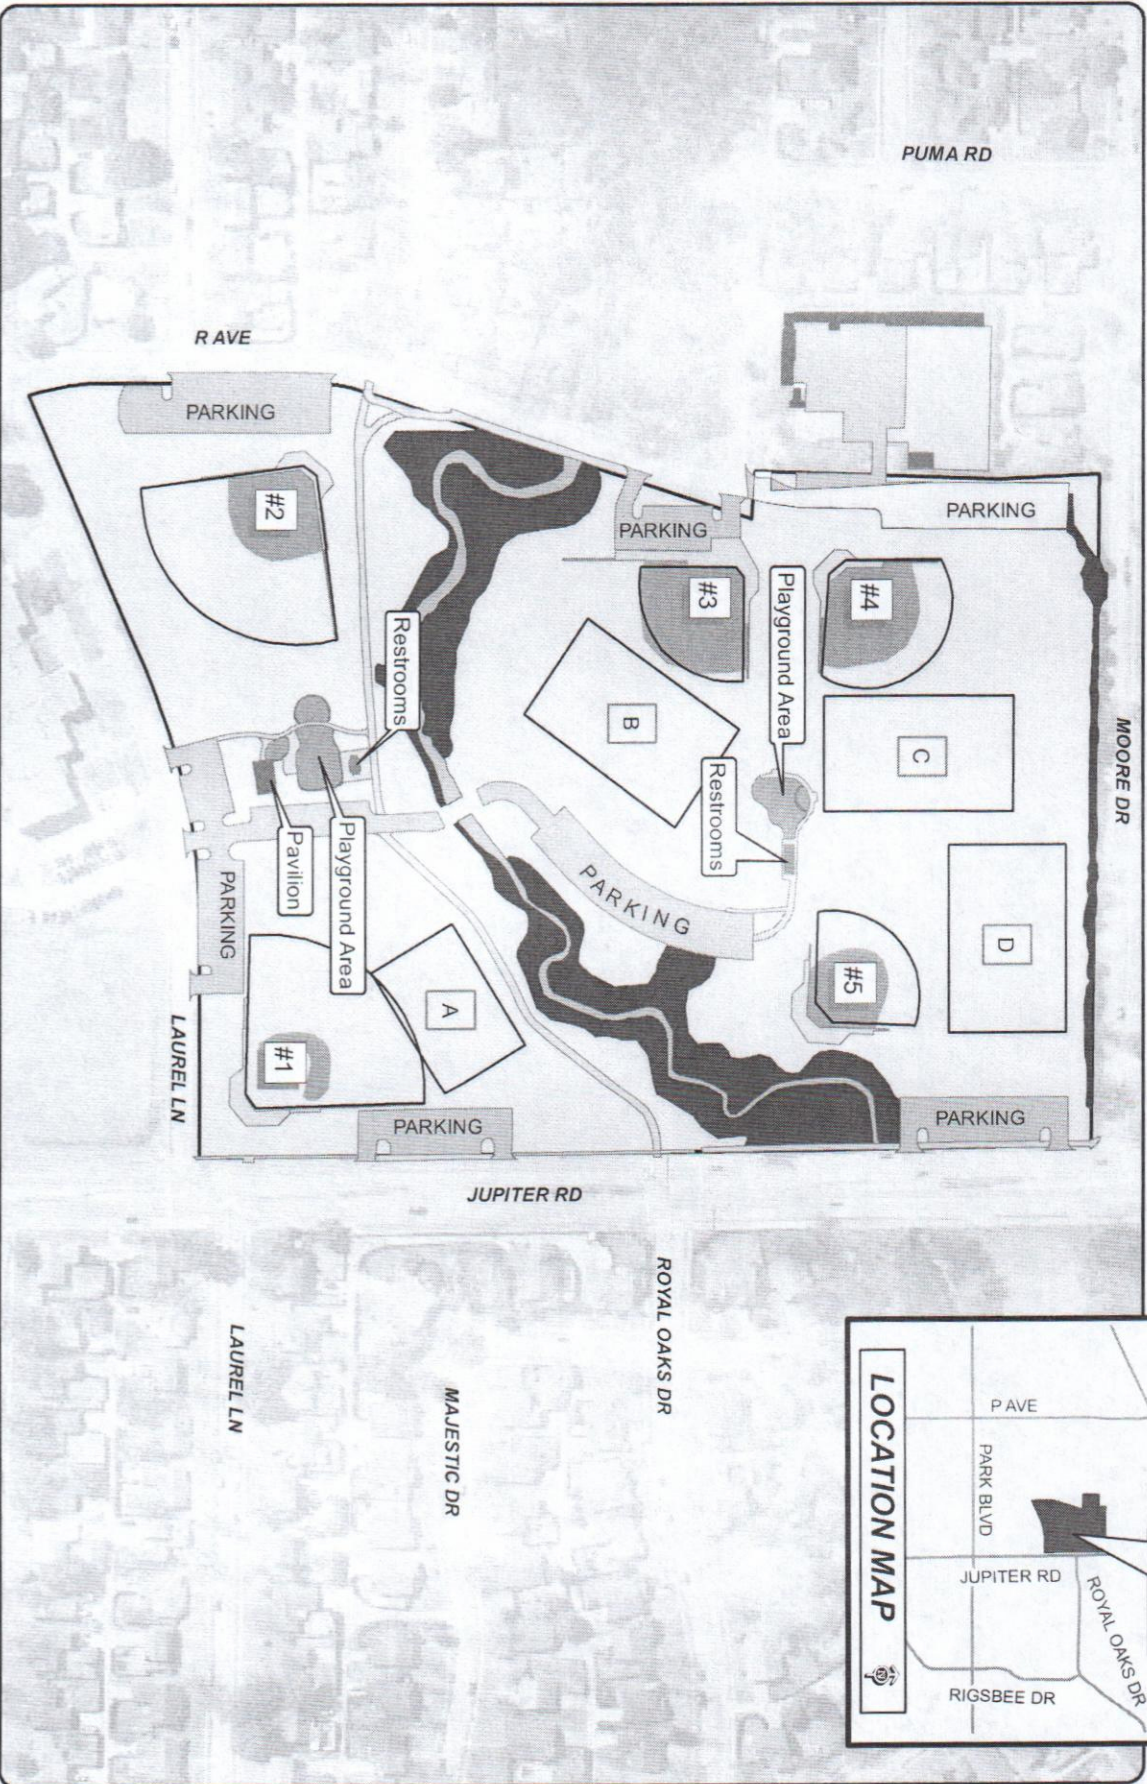 PUMA RD
R AVE
PARKING
#2
PARKING
PARKING
#3
#4
Playground Area
Restrooms
B
C
MOORE DR
Restrooms
Playground Area
Pavilion
PARKING
PARKING
D
#5
A
#1
LAUREL LN
PARKING
PARKING
JUPITER RD
ROYAL OAKS DR
LAUREL LN
MAJESTIC DR
P AVE
PARK BLVD
JUPITER RD
ROYAL OAKS DR
RIGSBEE DR
LOCATION MAP
N